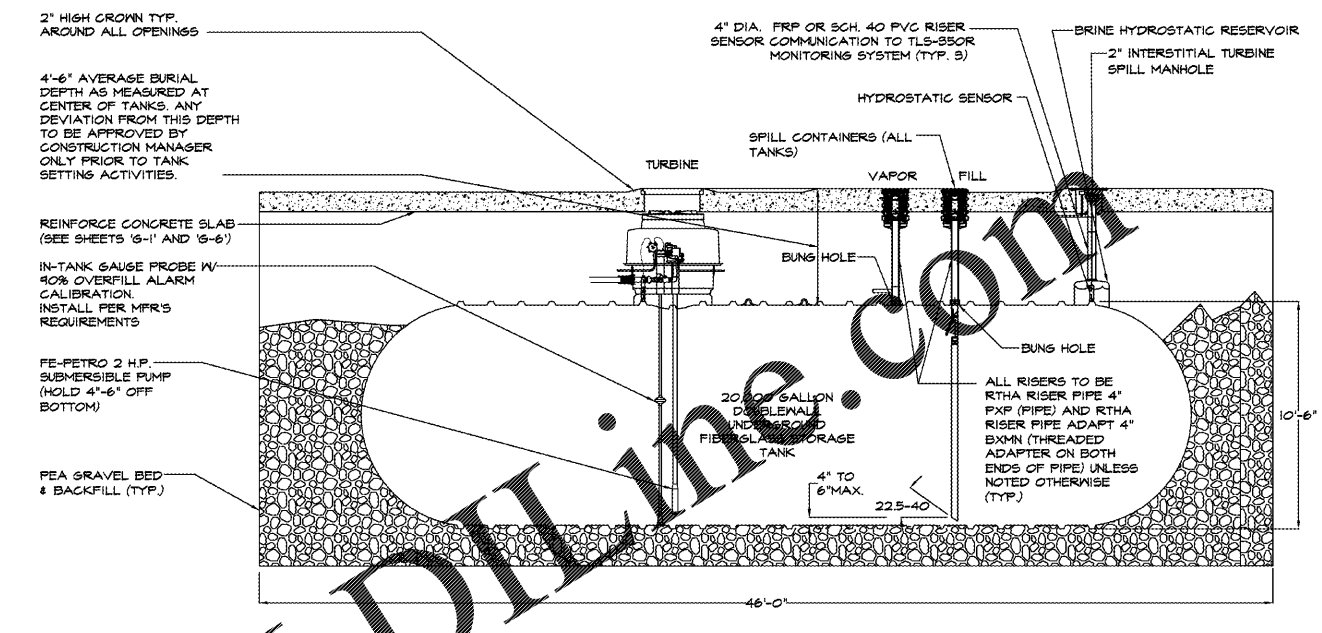 2" HIGH CROWN TYP.
AROUND ALL OPENINGS
4'-6" AVERAGE BURIAL
DEPTH AS MEASURED AT
CENTER OF TANKS. ANY
DEVIATION FROM THIS DEPTH
TO BE APPROVED BY
CONSTRUCTION MANAGER
ONLY PRIOR TO TANK
SETTING ACTIVITIES.
REINFORCE CONCRETE SLAB
(SEE SHEETS 'G-1' AND 'G-6')
IN-TANK GAUGE PROBE W/
90% OVERFILL ALARM
CALIBRATION.
INSTALL PER MFR'S
REQUIREMENTS
FE-PETRO 2 H.P.
SUBMERSIBLE PUMP
(HOLD 4"-6" OFF
BOTTOM)
PEA GRAVEL BED
& BACKFILL (TYP.)
TURBINE
4" DIA. FRP OR SCH. 40 PVC RISER
SENSOR COMMUNICATION TO TLS-350R
MONITORING SYSTEM (TYP. 3)
HYDROSTATIC SENSOR
SPILL CONTAINERS (ALL
TANKS)
VAPOR
FILL
BRINE HYDROSTATIC RESERVOIR
2" INTERSTITIAL TURBINE
SPILL MANHOLE
BUNG HOLE
BUNG HOLE
20,000 GALLON
DOUBLEWALL
UNDERGROUND
FIBERGLASS STORAGE
TANK
ALL RISERS TO BE
RTHA RISER PIPE 4"
PXP (PIPE) AND RTHA
RISER PIPE ADAPT 4"
BXMN (THREADED
ADAPTER ON BOTH
ENDS OF PIPE) UNLESS
NOTED OTHERWISE
(TYP.)
4" TO
6"MAX.
22.5-40
10'-6"
46'-0"
DILine.com